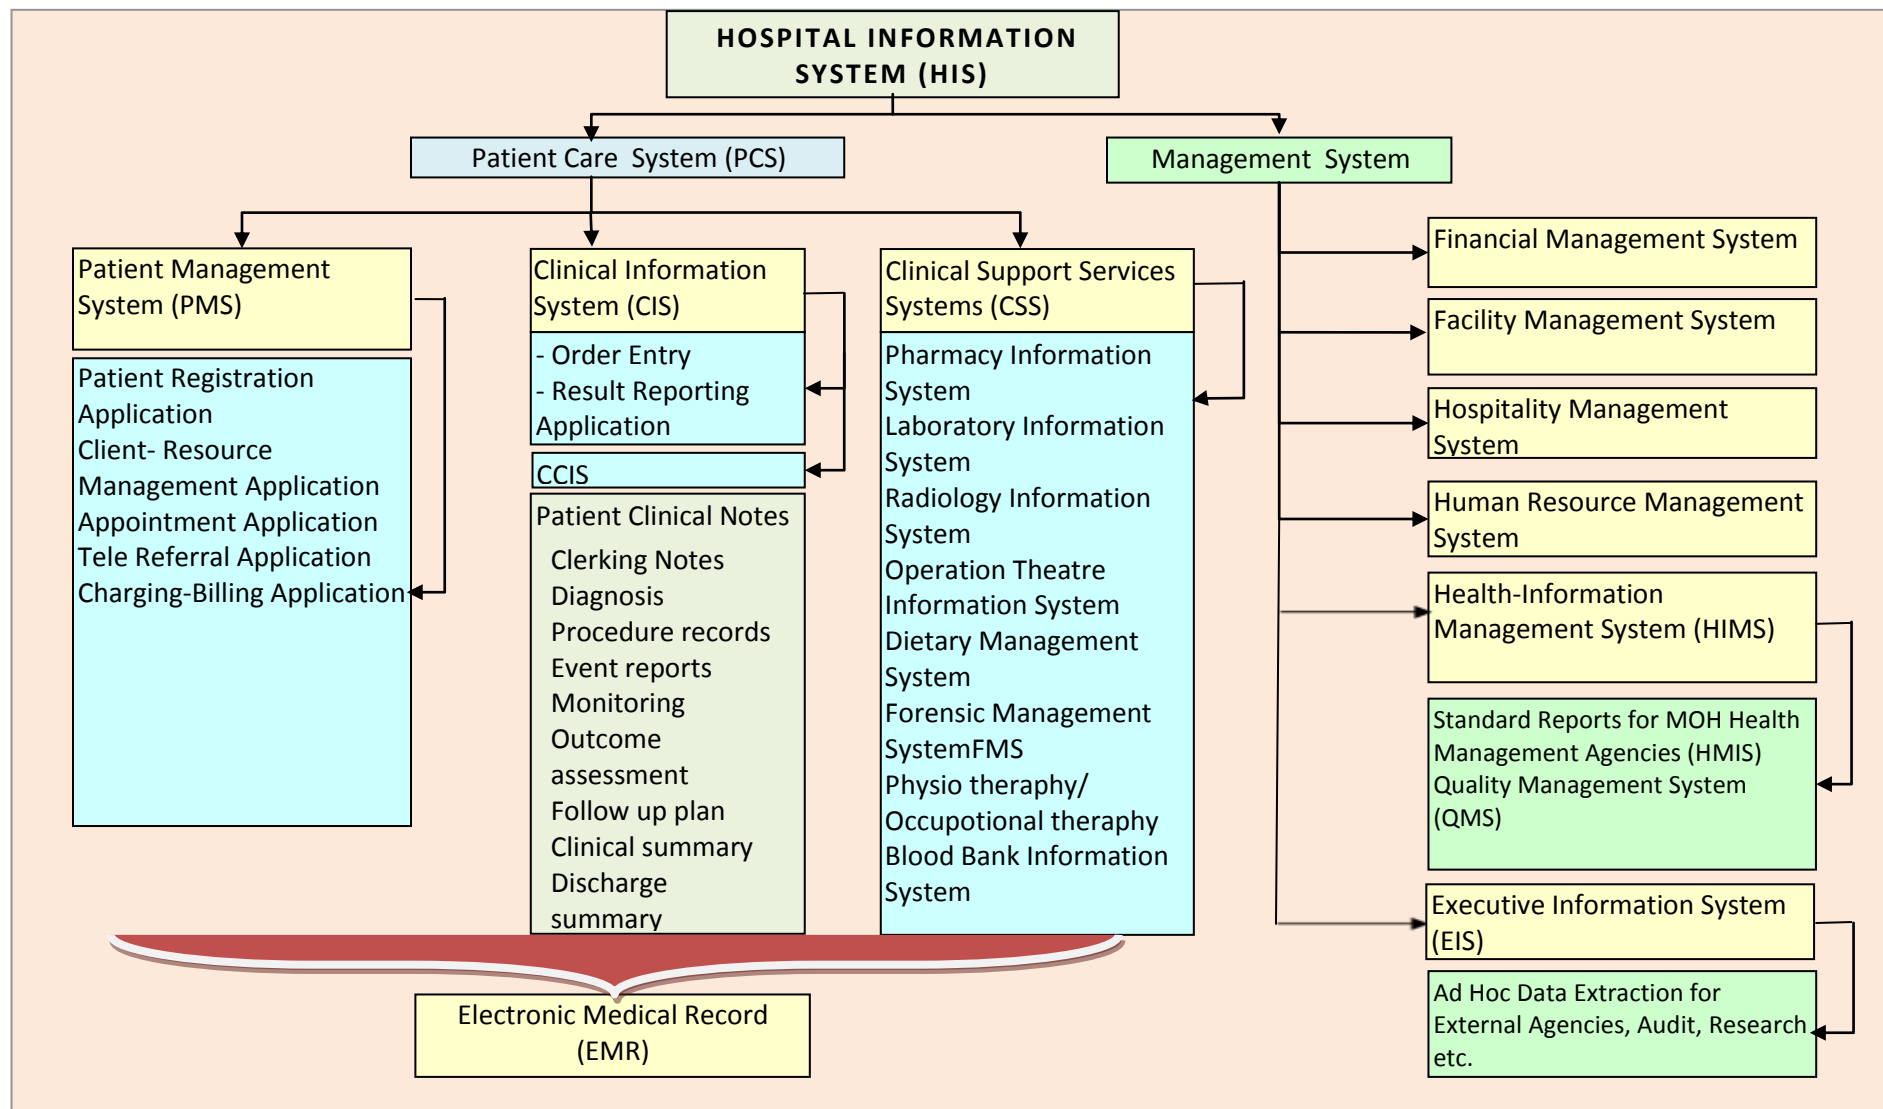 HOSPITAL INFORMATION
SYSTEM (HIS)
Patient Care System (PCS)
Management System
Patient Management
System (PMS)
Patient Registration
Application
Client- Resource
Management Application
Appointment Application
Tele Referral Application
Charging-Billing Application
Clinical Information
System (CIS)
- Order Entry
- Result Reporting
Application
CCIS
Patient Clinical Notes
Clerking Notes
Diagnosis
Procedure records
Event reports
Monitoring
Outcome
assessment
Follow up plan
Clinical summary
Discharge
summary
Clinical Support Services
Systems (CSS)
Pharmacy Information
System
Laboratory Information
System
Radiology Information
System
Operation Theatre
Information System
Dietary Management
System
Forensic Management
SystemFMS
Physio theraphy/
Occupotional theraphy
Blood Bank Information
System
Electronic Medical Record
(EMR)
Financial Management System
Facility Management System
Hospitality Management
System
Human Resource Management
System
Health-Information
Management System (HIMS)
Standard Reports for MOH Health
Management Agencies (HMIS)
Quality Management System
(QMS)
Executive Information System
(EIS)
Ad Hoc Data Extraction for
External Agencies, Audit, Research
etc.